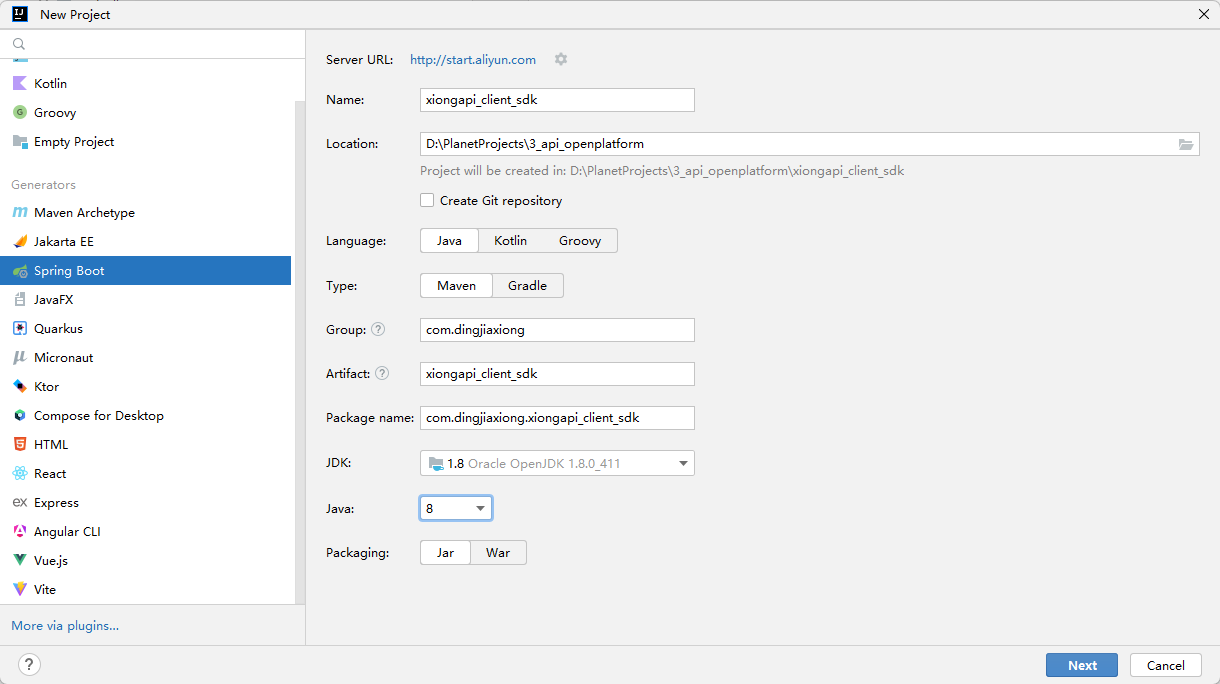 New Project
Kotlin
Groovy
Empty Project
Generators
Maven Archetype
Jakarta EE
Spring Boot
JavaFX
Quarkus
Micronaut
Ktor
Compose for Desktop
HTML
React
Express
Angular CLI
Vue.js
Vite
More via plugins...
Server URL: http://start.aliyun.com
Name: xiongapi_client_sdk
Location: D:\PlanetProjects\3_api_openplatform
Project will be created in: D:\PlanetProjects\3_api_openplatform\xiongapi_client_sdk
Create Git repository
Language: Java Kotlin Groovy
Type: Maven Gradle
Group: ? com.dingjiaxiong
Artifact: ? xiongapi_client_sdk
Package name: com.dingjiaxiong.xiongapi_client_sdk
JDK: 1.8 Oracle OpenJDK 1.8.0_411
Java: 8
Packaging: Jar War
? Next Cancel